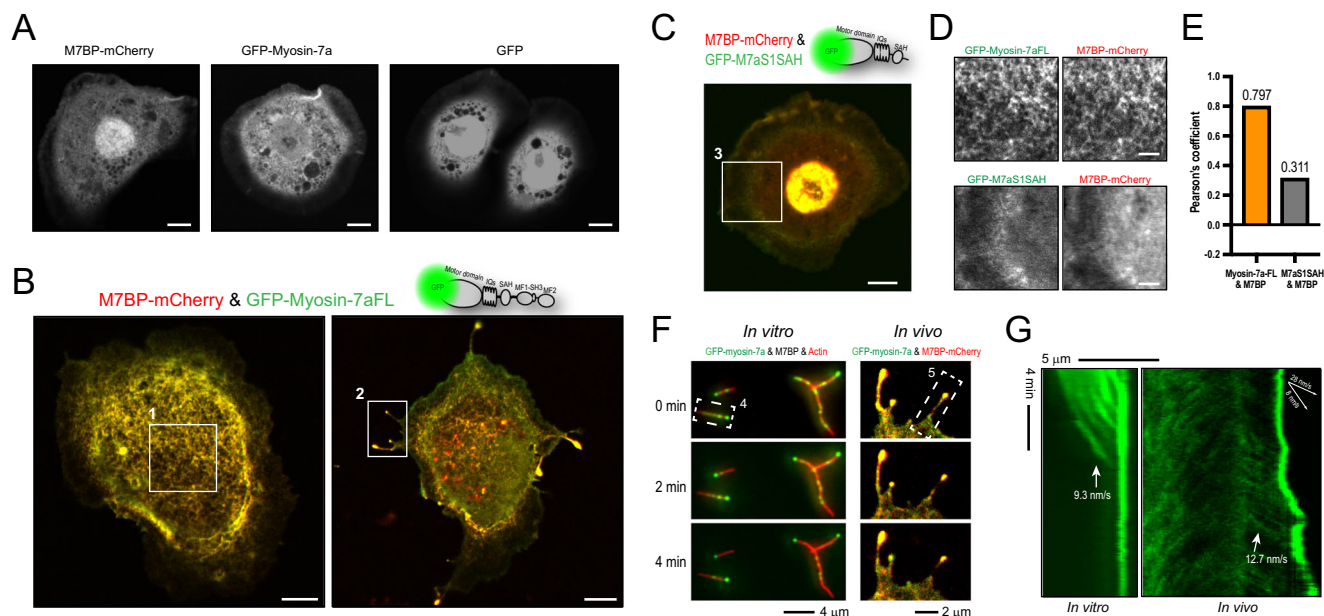 A
M7BP-mCherry
GFP-Myosin-7a
GFP
B
M7BP-mCherry & GFP-Myosin-7aFL
GFP
Motor domain
IQs
SAH
MF1-SH3
MF2
1
2
C
M7BP-mCherry &
GFP-M7aS1SAH
GFP
Motor domain
IQs
SAH
3
D
GFP-Myosin-7aFL
M7BP-mCherry
GFP-M7aS1SAH
M7BP-mCherry
E
Pearson's coefficient
1.0
0.8
0.6
0.4
0.2
0.0
-0.2
0.797
0.311
Myosin-7a-FL
& M7BP
M7aS1SAH
& M7BP
F
In vitro
In vivo
GFP-myosin-7a & M7BP & Actin
GFP-myosin-7a & M7BP-mCherry
0 min
2 min
4 min
4
5
4 μm
2 μm
G
5 μm
4 min
28 nm/s
8 nm/s
9.3 nm/s
12.7 nm/s
In vitro
In vivo